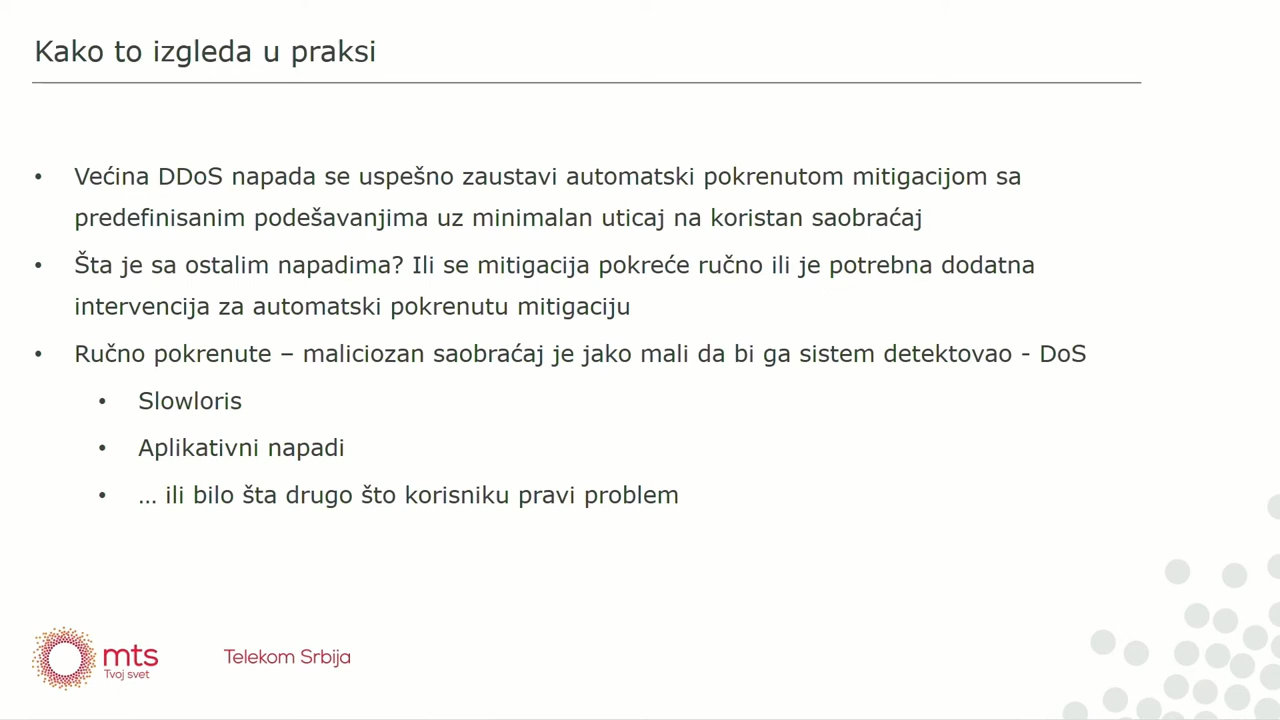 Kako to izgleda u praksi
• Većina DDoS napada se uspešno zaustavi automatski pokrenutom mitigacijom sa
predefinisanim podešavanjima uz minimalan uticaj na koristan saobraćaj
• Šta je sa ostalim napadima? Ili se mitigacija pokreće ručno ili je potrebna dodatna
intervencija za automatski pokrenutu mitigaciju
• Ručno pokrenute – maliciozan saobraćaj je jako mali da bi ga sistem detektovao - DoS
• Slowloris
• Aplikativni napadi
• … ili bilo šta drugo što korisniku pravi problem
mts
Tvoj svet
Telekom Srbija